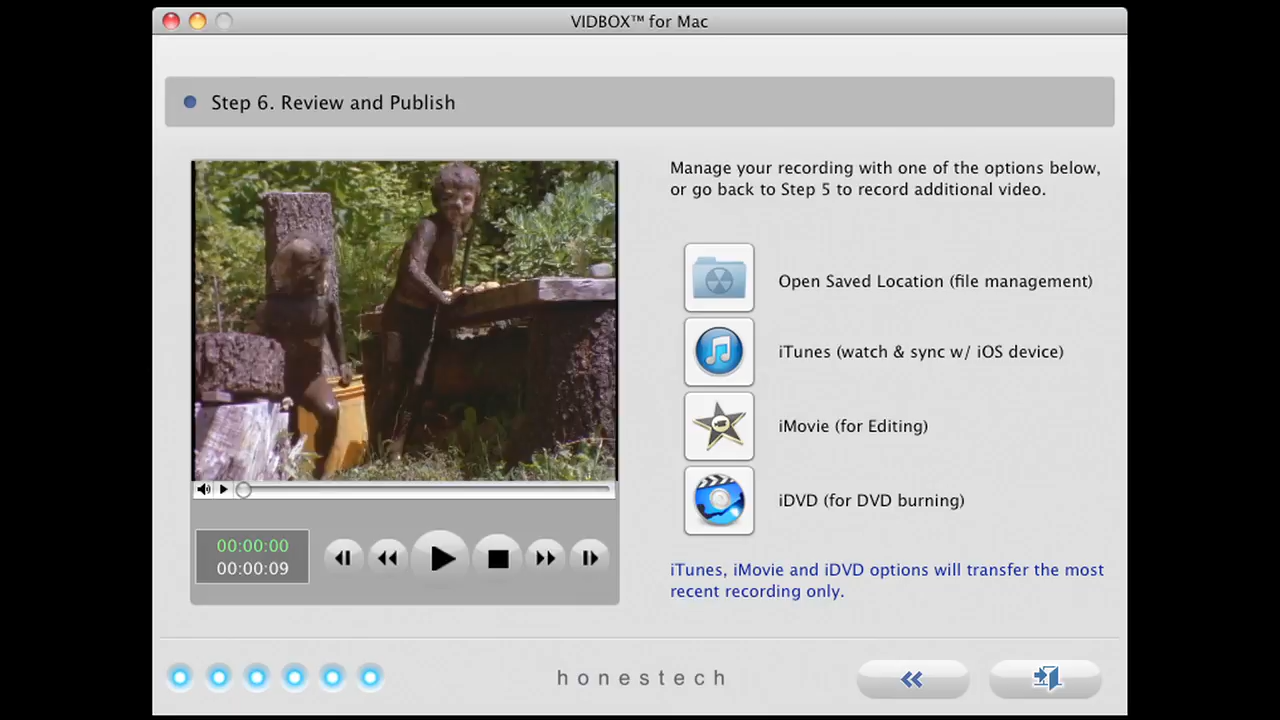 VIDBOX™ for Mac
Step 6. Review and Publish
Manage your recording with one of the options below,
or go back to Step 5 to record additional video.
Open Saved Location (file management)
iTunes (watch & sync w/ iOS device)
iMovie (for Editing)
iDVD (for DVD burning)
00:00:00
00:00:09
iTunes, iMovie and iDVD options will transfer the most
recent recording only.
honestech